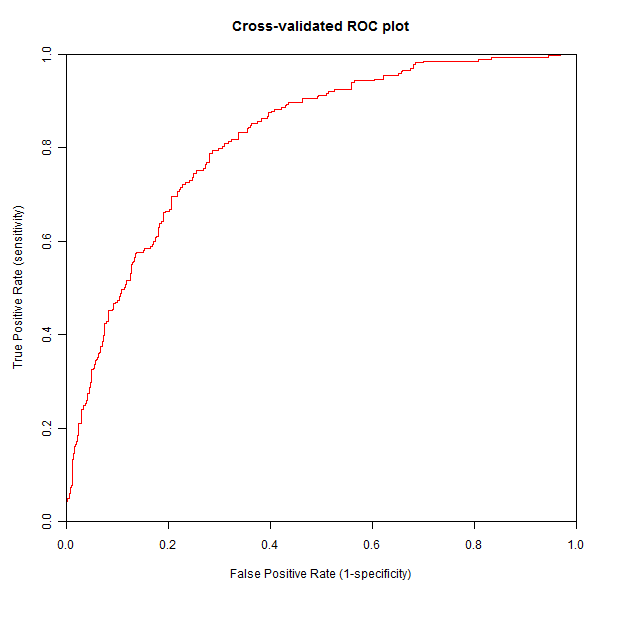 Cross-validated ROC plot
True Positive Rate (sensitivity)
1.0
0.8
0.6
0.4
0.2
0.0
0.0 0.2 0.4 0.6 0.8 1.0
False Positive Rate (1-specificity)